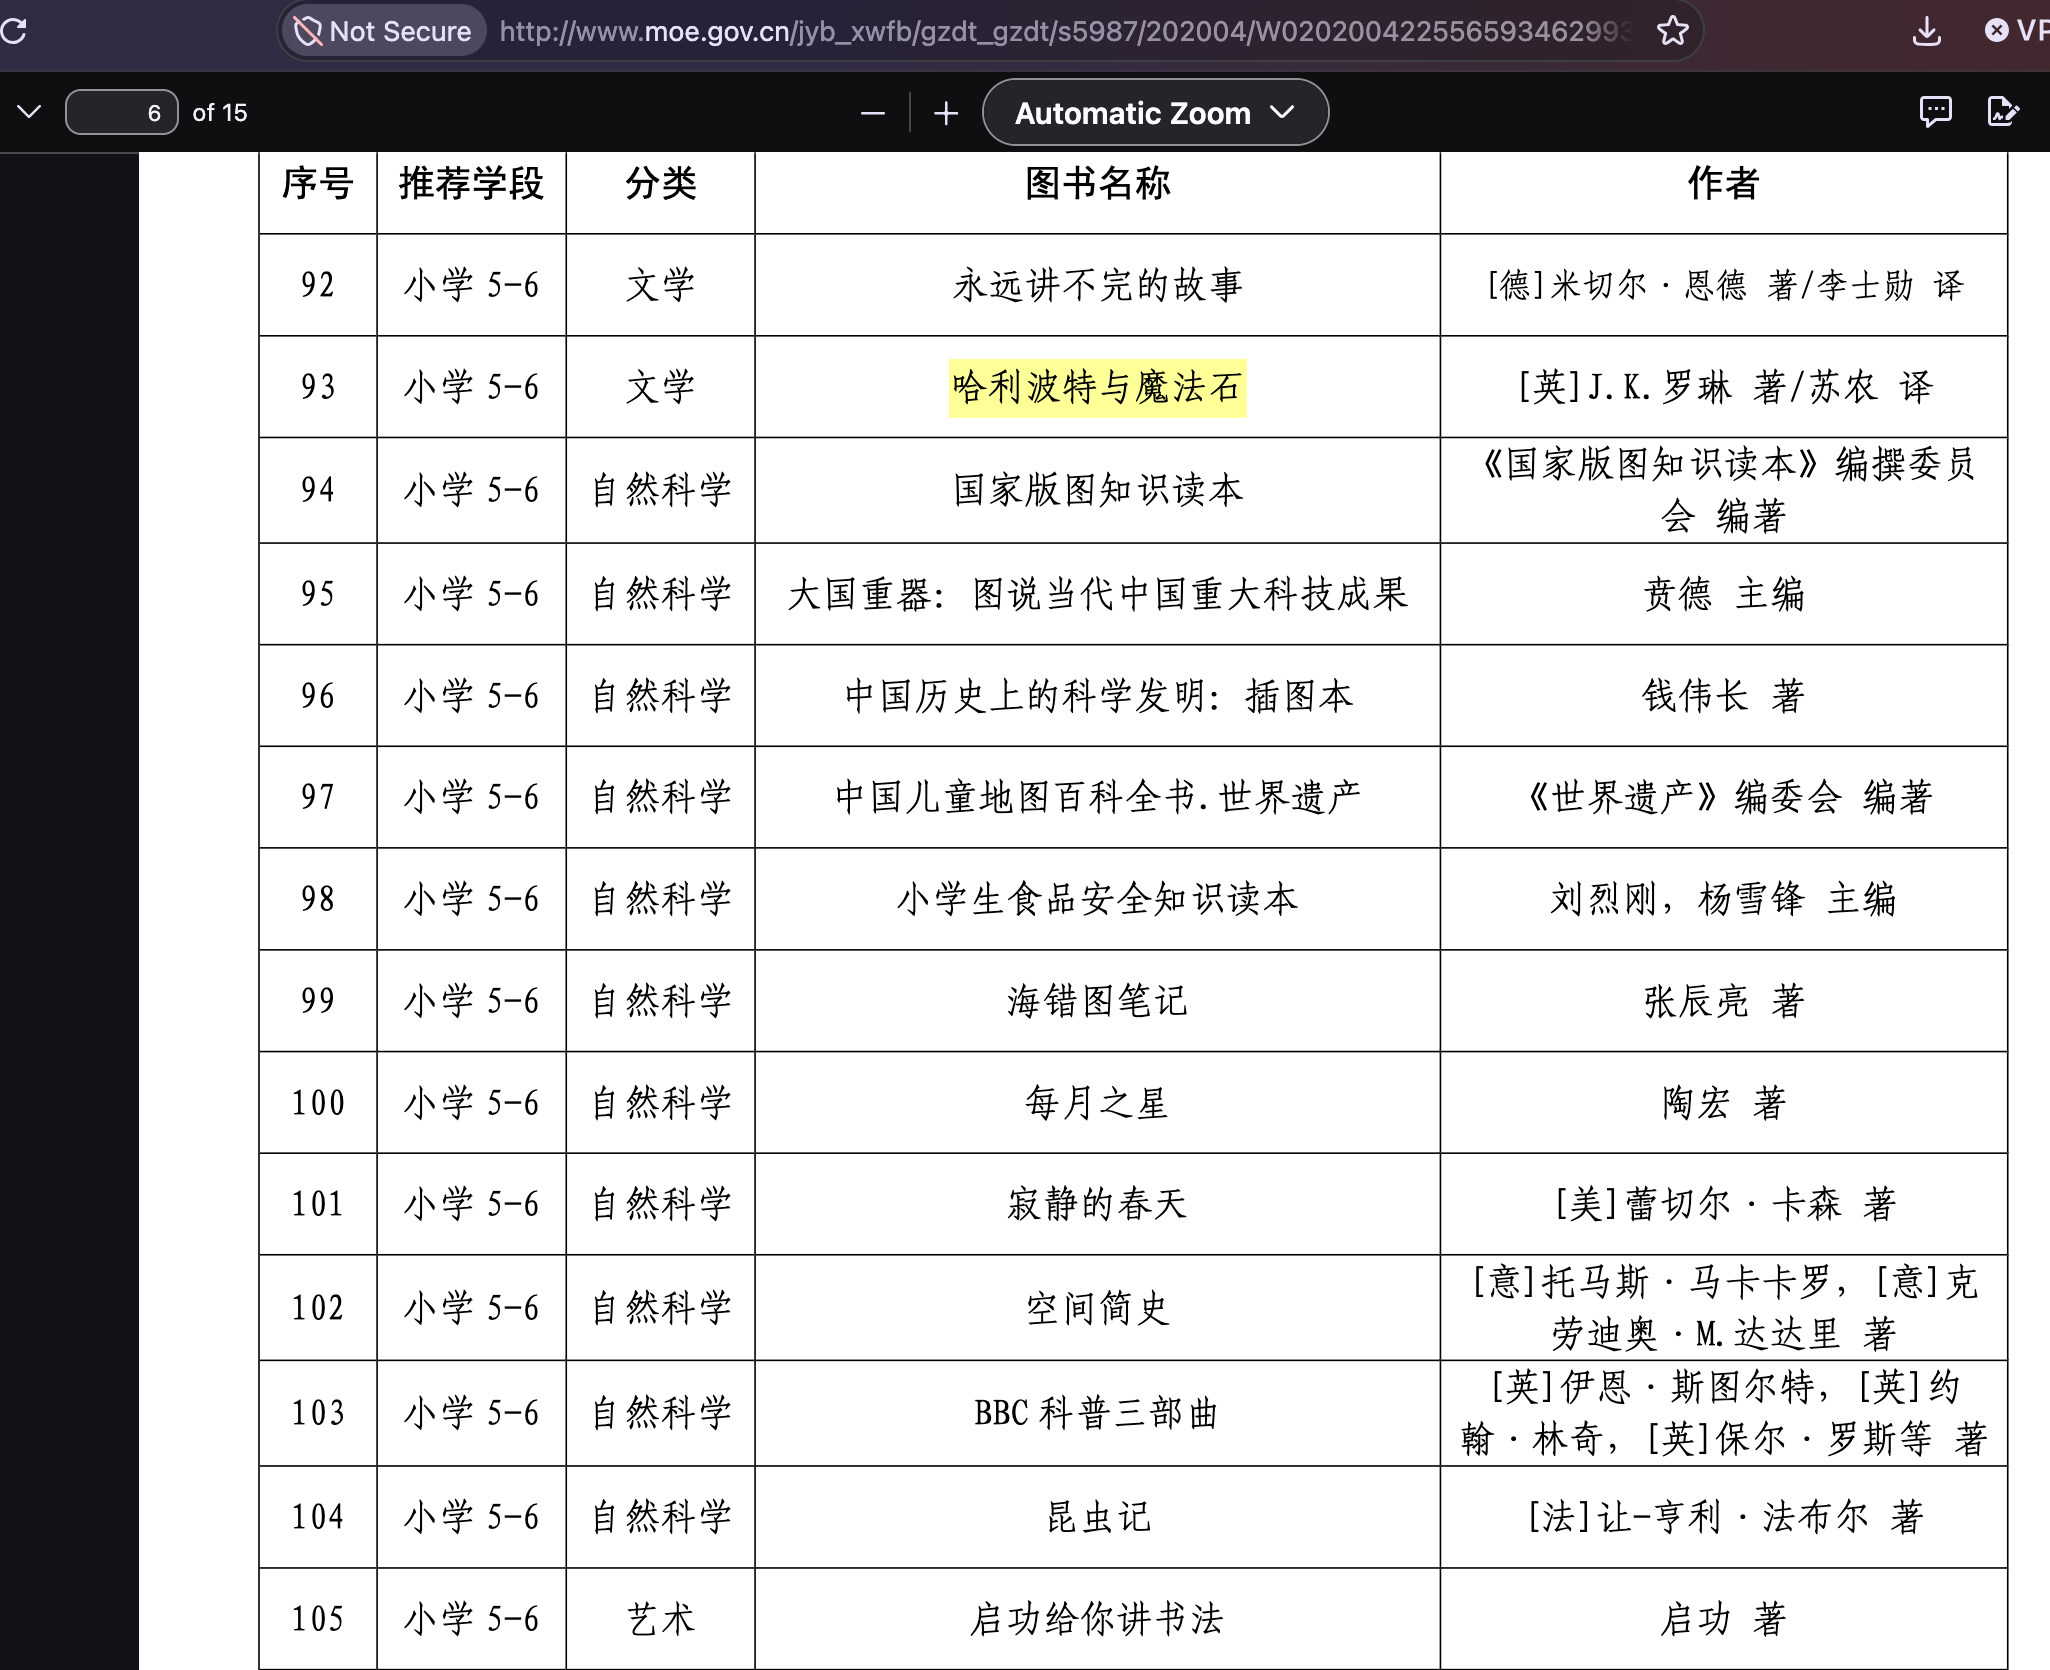 Not Secure http://www.moe.gov.cn/jyb_xwfb/gzdt_gzdt/s5987/202004/W020200422556593462993 VP
6 of 15 Automatic Zoom
序号 推荐学段 分类 图书名称 作者
92 小学 5-6 文学 永远讲不完的故事 [德]米切尔·恩德 著/李士勋 译
93 小学 5-6 文学 哈利波特与魔法石 [英]J.K.罗琳 著/苏农 译
94 小学 5-6 自然科学 国家版图知识读本 《国家版图知识读本》编撰委员
会 编著
95 小学 5-6 自然科学 大国重器：图说当代中国重大科技成果 贲德 主编
96 小学 5-6 自然科学 中国历史上的科学发明：插图本 钱伟长 著
97 小学 5-6 自然科学 中国儿童地图百科全书.世界遗产 《世界遗产》编委会 编著
98 小学 5-6 自然科学 小学生食品安全知识读本 刘烈刚，杨雪锋 主编
99 小学 5-6 自然科学 海错图笔记 张辰亮 著
100 小学 5-6 自然科学 每月之星 陶宏 著
101 小学 5-6 自然科学 寂静的春天 [美]蕾切尔·卡森 著
102 小学 5-6 自然科学 空间简史 [意]托马斯·马卡卡罗，[意]克
劳迪奥·M.达达里 著
103 小学 5-6 自然科学 BBC 科普三部曲 [英]伊恩·斯图尔特，[英]约
翰·林奇，[英]保尔·罗斯等 著
104 小学 5-6 自然科学 昆虫记 [法]让-亨利·法布尔 著
105 小学 5-6 艺术 启功给你讲书法 启功 著